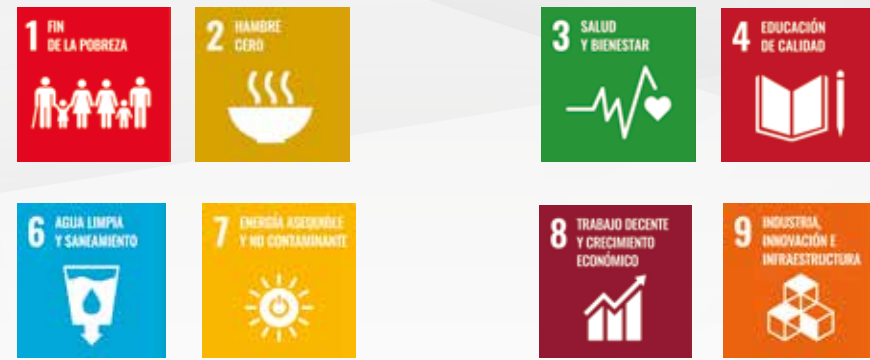 1 FIN
DE LA POBREZA
2 HAMBRE
CERO
3 SALUD
Y BIENESTAR
4 EDUCACIÓN
DE CALIDAD
6 AGUA LIMPIA
Y SANEAMIENTO
7 ENERGÍA ASEQUIBLE
Y NO CONTAMINANTE
8 TRABAJO DECENTE
Y CRECIMIENTO
ECONÓMICO
9 INDUSTRIA,
INNOVACIÓN E
INFRAESTRUCTURA